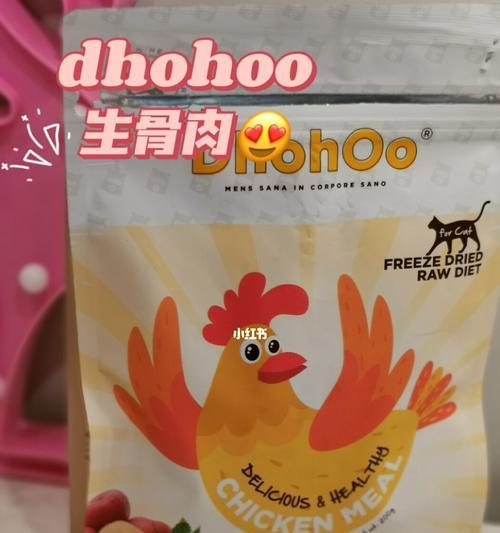 dhohoo
生骨肉😍
DhohOo®
MENS SANA IN CORPORE SANO
for Cat
FREEZE DRIED
RAW DIET
小红书
DELICIOUS & HEALTHY
CHICKEN MEAL
200g